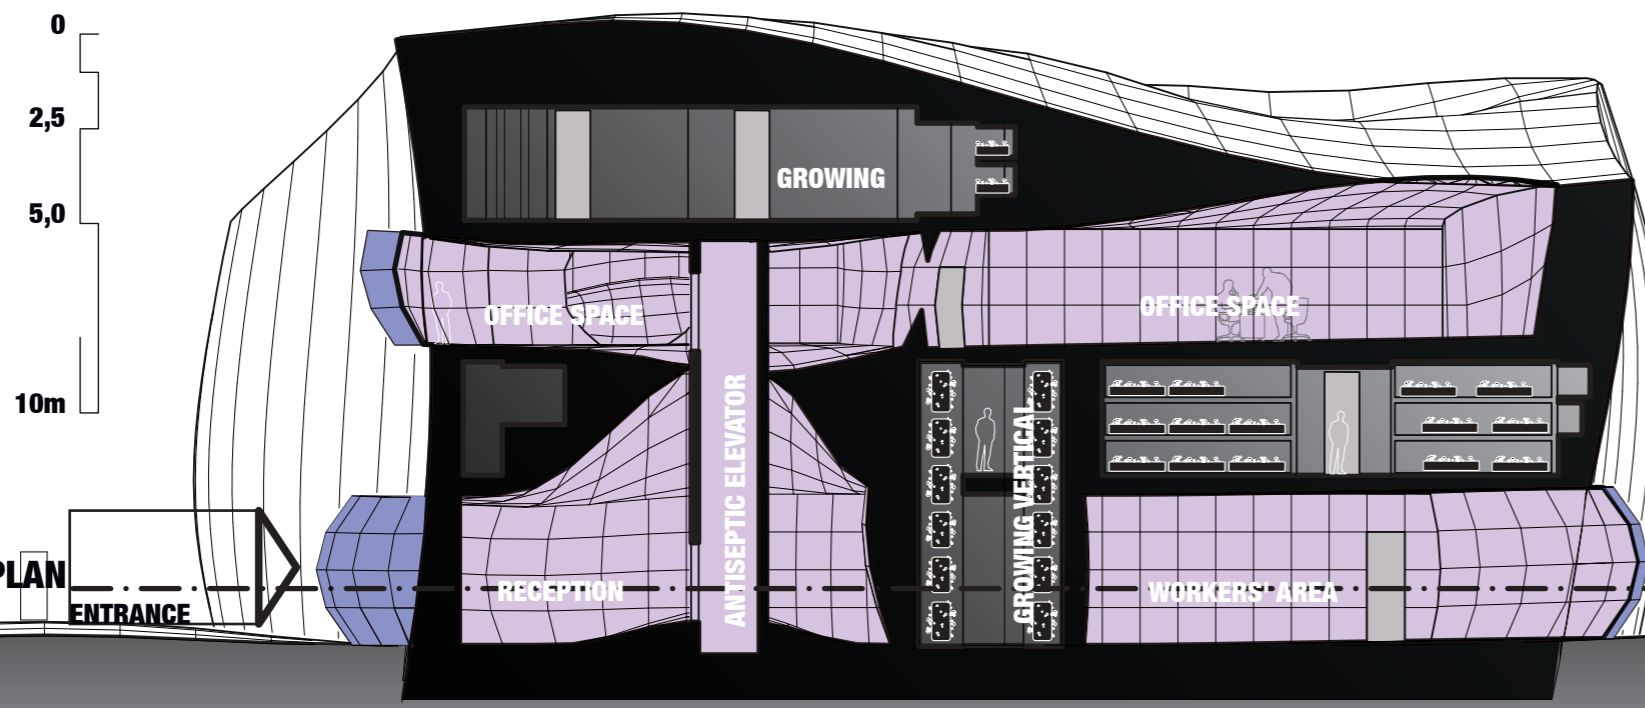 0
2,5
5,0
10m
GROWING
OFFICE SPACE
OFFICE SPACE
ANTISEPTIC ELEVATOR
GROWING VERTICAL
PLAN
ENTRANCE
RECEPTION
WORKERS' AREA